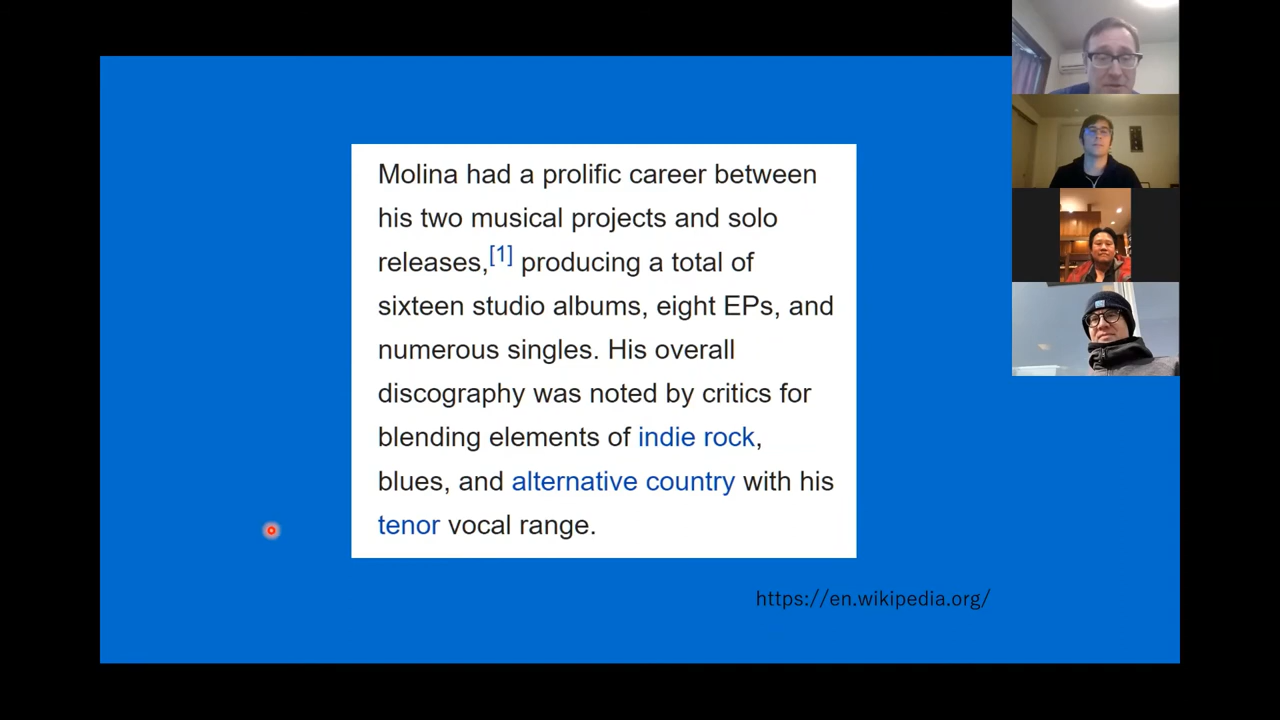 Molina had a prolific career between
his two musical projects and solo
releases,[1] producing a total of
sixteen studio albums, eight EPs, and
numerous singles. His overall
discography was noted by critics for
blending elements of indie rock,
blues, and alternative country with his
tenor vocal range.
https://en.wikipedia.org/